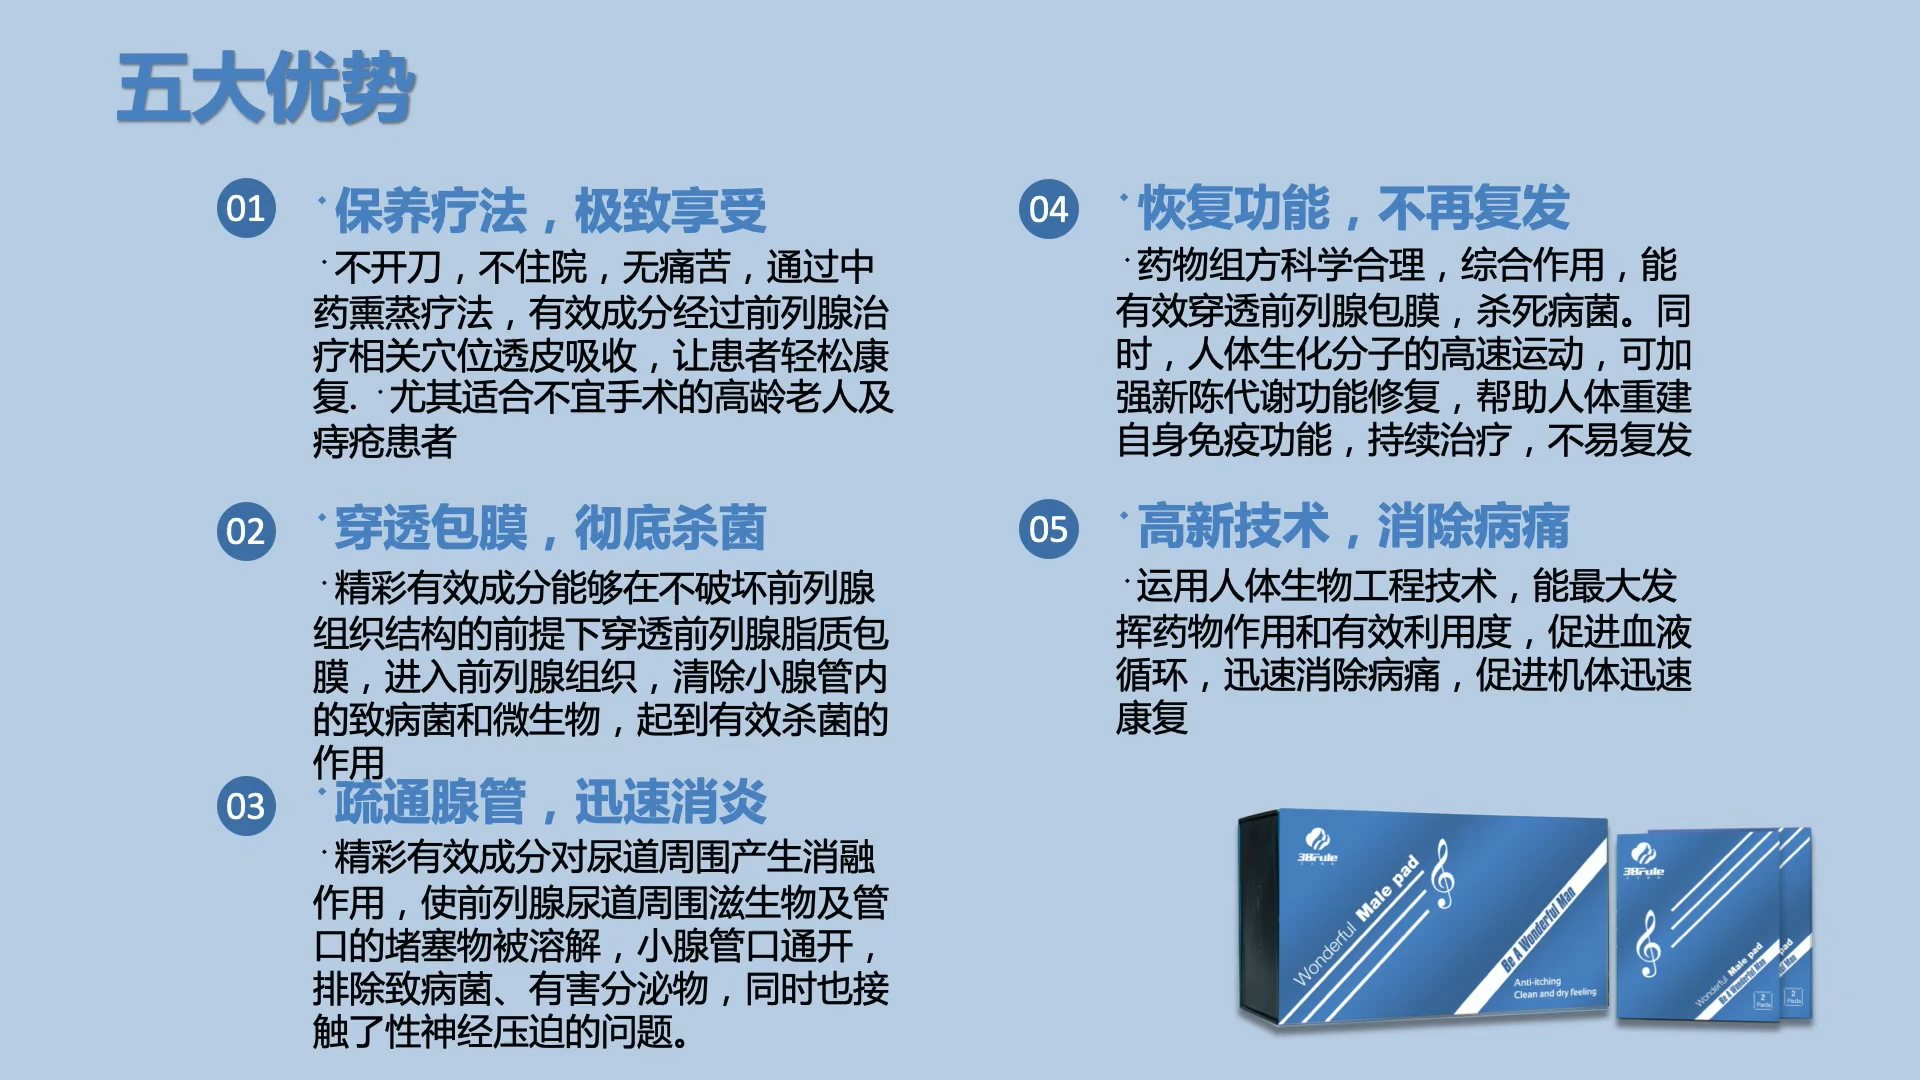 五大优势
01
·保养疗法，极致享受
·不开刀，不住院，无痛苦，通过中
药熏蒸疗法，有效成分经过前列腺治
疗相关穴位透皮吸收，让患者轻松康
复. ·尤其适合不宜手术的高龄老人及
痔疮患者
02
·穿透包膜，彻底杀菌
·精彩有效成分能够在不破坏前列腺
组织结构的前提下穿透前列腺脂质包
膜，进入前列腺组织，清除小腺管内
的致病菌和微生物，起到有效杀菌的
作用
03
·疏通腺管，迅速消炎
·精彩有效成分对尿道周围产生消融
作用，使前列腺尿道周围滋生物及管
口的堵塞物被溶解，小腺管口通开，
排除致病菌、有害分泌物，同时也接
触了性神经压迫的问题。
04
·恢复功能，不再复发
·药物组方科学合理，综合作用，能
有效穿透前列腺包膜，杀死病菌。同
时，人体生化分子的高速运动，可加
强新陈代谢功能修复，帮助人体重建
自身免疫功能，持续治疗，不易复发
05
·高新技术，消除病痛
·运用人体生物工程技术，能最大发
挥药物作用和有效利用度，促进血液
循环，迅速消除病痛，促进机体迅速
康复
38rule
Wonderful Male pad
Be A Wonderful Man
Anti-itching
Clean and dry feeling
38rule
Wonderful Male pad
Be A Wonderful Man
2
Pads
pad
2
Pads